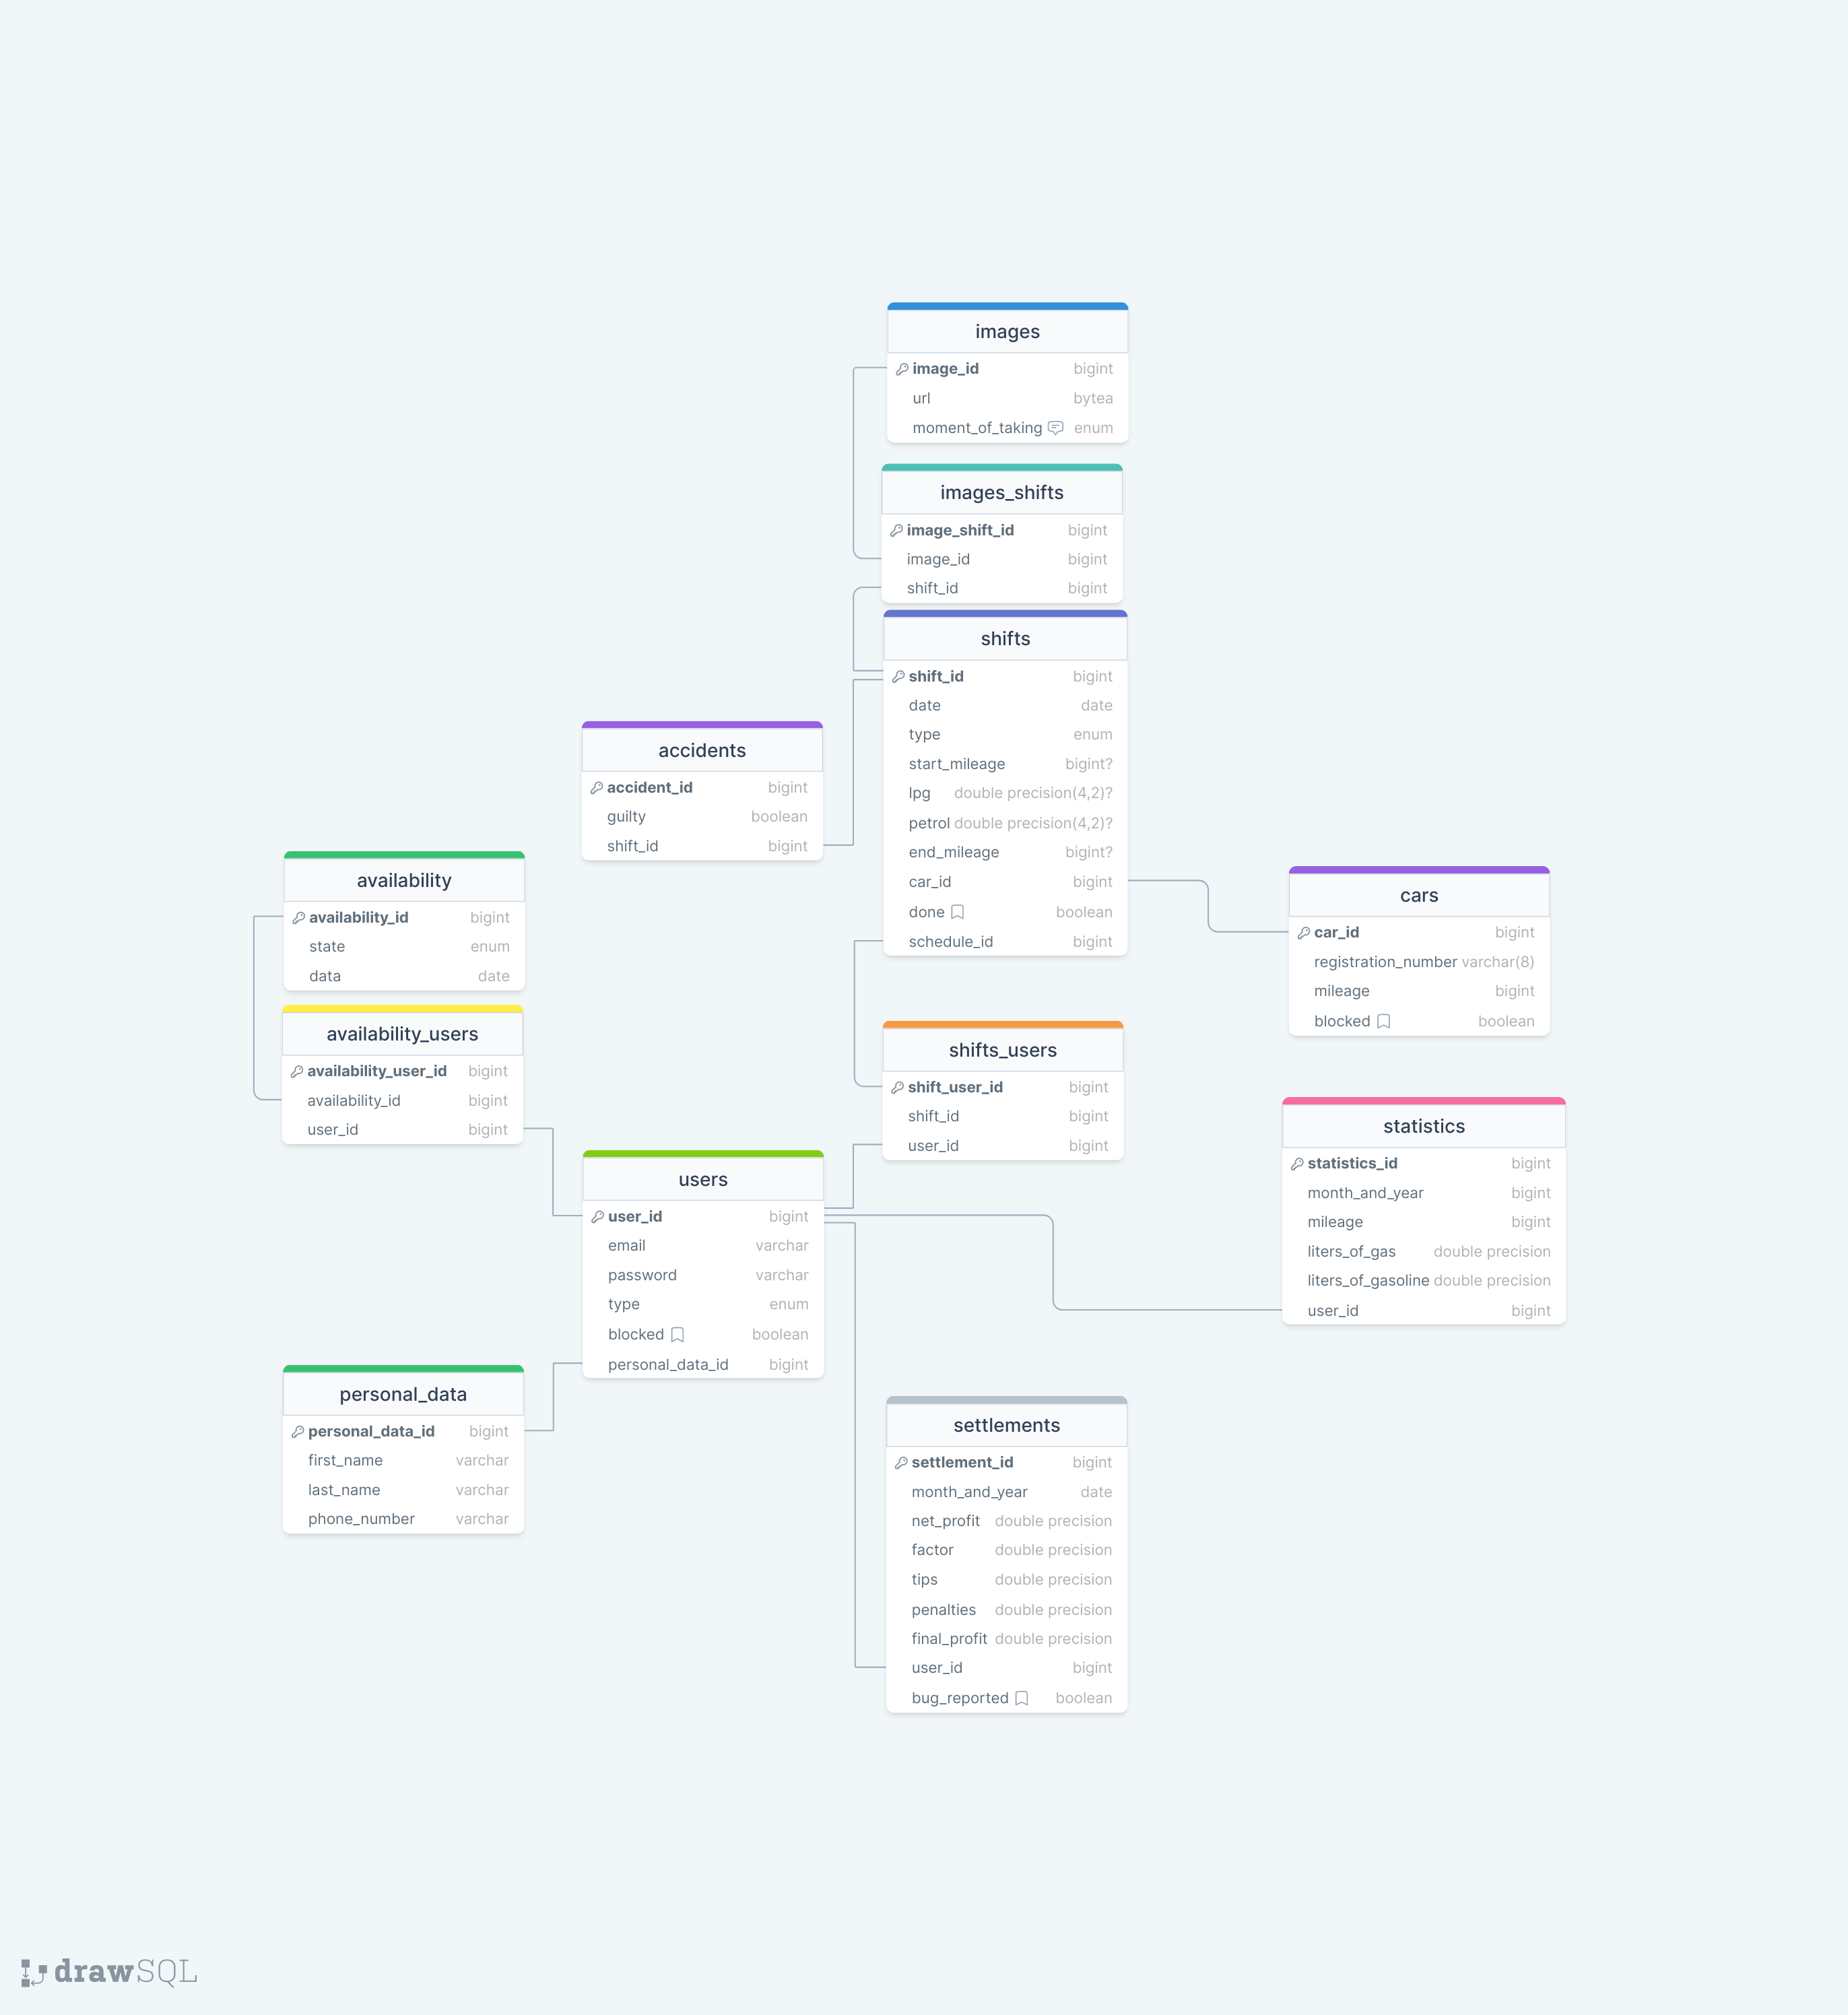 images
image_id bigint
url bytea
moment_of_taking enum
images_shifts
image_shift_id bigint
image_id bigint
shift_id bigint
shifts
shift_id bigint
date date
type enum
start_mileage bigint?
lpg double precision(4,2)?
petrol double precision(4,2)?
end_mileage bigint?
car_id bigint
done boolean
schedule_id bigint
accidents
accident_id bigint
guilty boolean
shift_id bigint
availability
availability_id bigint
state enum
data date
cars
car_id bigint
registration_number varchar(8)
mileage bigint
blocked boolean
availability_users
availability_user_id bigint
availability_id bigint
user_id bigint
shifts_users
shift_user_id bigint
shift_id bigint
user_id bigint
statistics
statistics_id bigint
month_and_year bigint
mileage bigint
liters_of_gas double precision
liters_of_gasoline double precision
user_id bigint
users
user_id bigint
email varchar
password varchar
type enum
blocked boolean
personal_data_id bigint
personal_data
personal_data_id bigint
first_name varchar
last_name varchar
phone_number varchar
settlements
settlement_id bigint
month_and_year date
net_profit double precision
factor double precision
tips double precision
penalties double precision
final_profit double precision
user_id bigint
bug_reported boolean
drawSQL